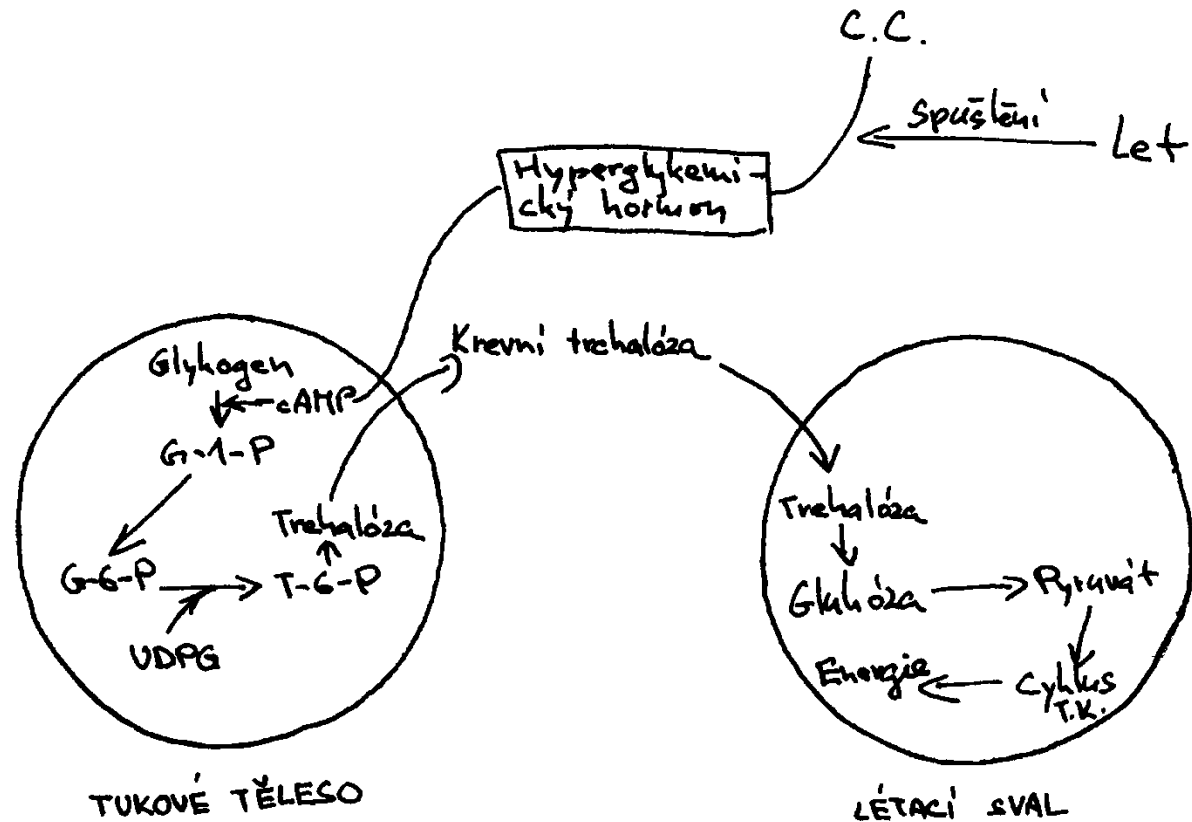 C.C.
Spuštění
Let
Hyperglykemi-
cký hormon
Krevní trehalóza
Glykogen
cAMP
G-1-P
Trehalóza
G-6-P
T-6-P
UDPG
Trehalóza
Glukóza
Pyruvát
Energie
Cyklus
T.K.
TUKOVÉ TĚLESO
LÉTACÍ SVAL